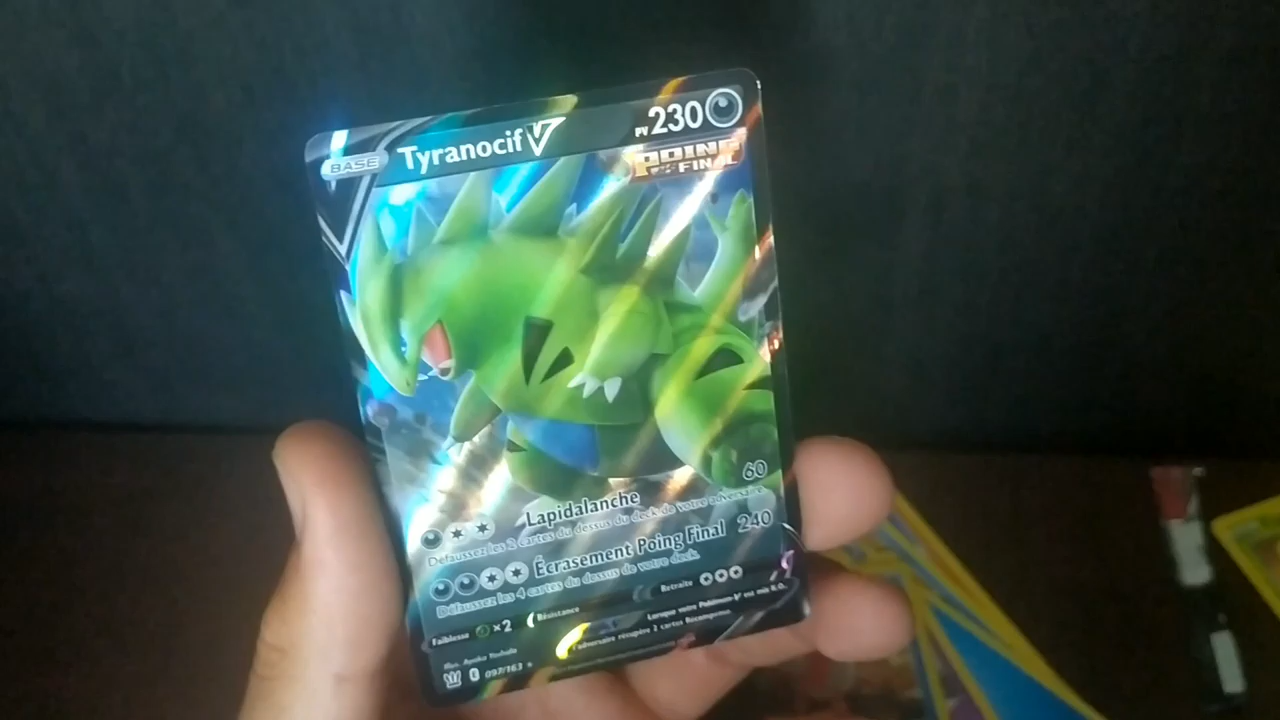 BASE Tyranocif V PV 230
POING
FINAL
Lapidalanche 60
Défaussez les 2 cartes du dessus du deck de votre adversaire.
Écrasement Poing Final 240
Défaussez les 4 cartes du dessus de votre deck.
Faiblesse ×2 Résistance Retraite
Lorsque votre Pokémon-V est mis K.O.,
l'adversaire récupère 2 cartes Récompense.
Illus. Ayaka Yoshida
097/163